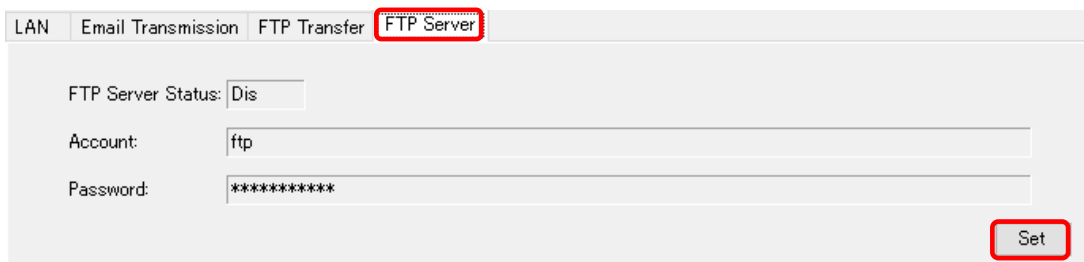 LAN Email Transmission FTP Transfer FTP Server
FTP Server Status: Dis
Account: ftp
Password: ***********
Set